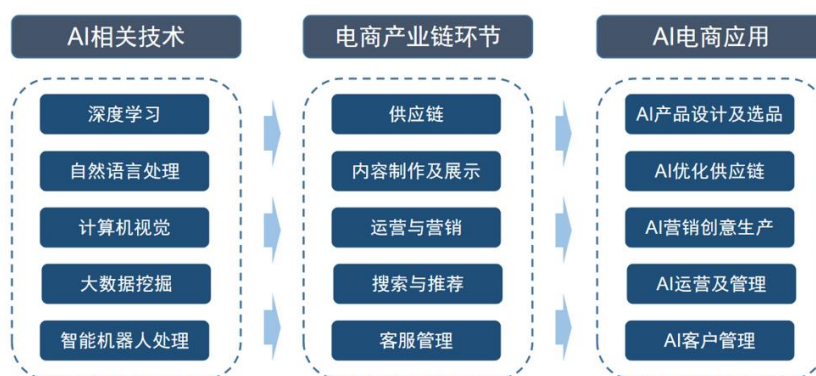 AI相关技术
深度学习
自然语言处理
计算机视觉
大数据挖掘
智能机器人处理
电商产业链环节
供应链
内容制作及展示
运营与营销
搜索与推荐
客服管理
AI电商应用
AI产品设计及选品
AI优化供应链
AI营销创意生产
AI运营及管理
AI客户管理